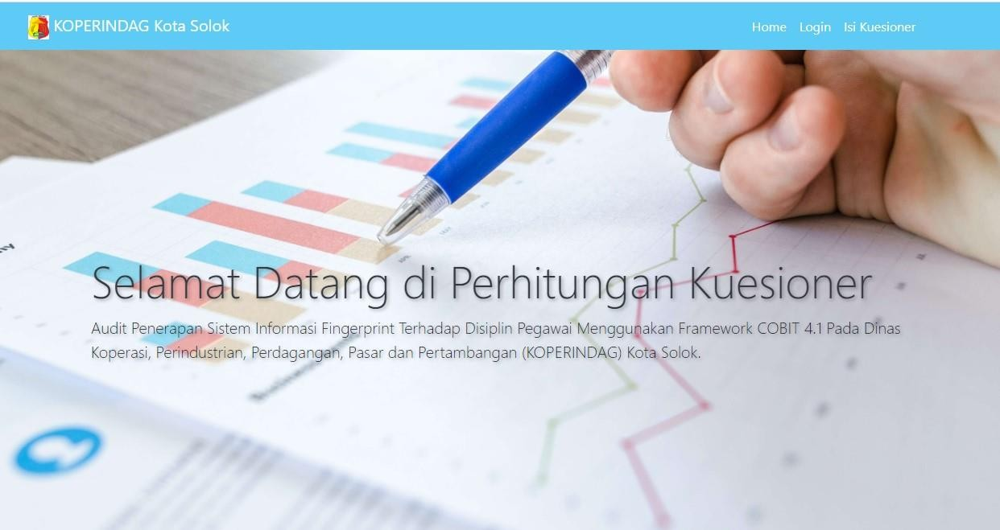 KOPERINDAG Kota Solok
Home Login Isi Kuesioner
Selamat Datang di Perhitungan Kuesioner
Audit Penerapan Sistem Informasi Fingerprint Terhadap Disiplin Pegawai Menggunakan Framework COBIT 4.1 Pada Dinas
Koperasi, Perindustrian, Perdagangan, Pasar dan Pertambangan (KOPERINDAG) Kota Solok.